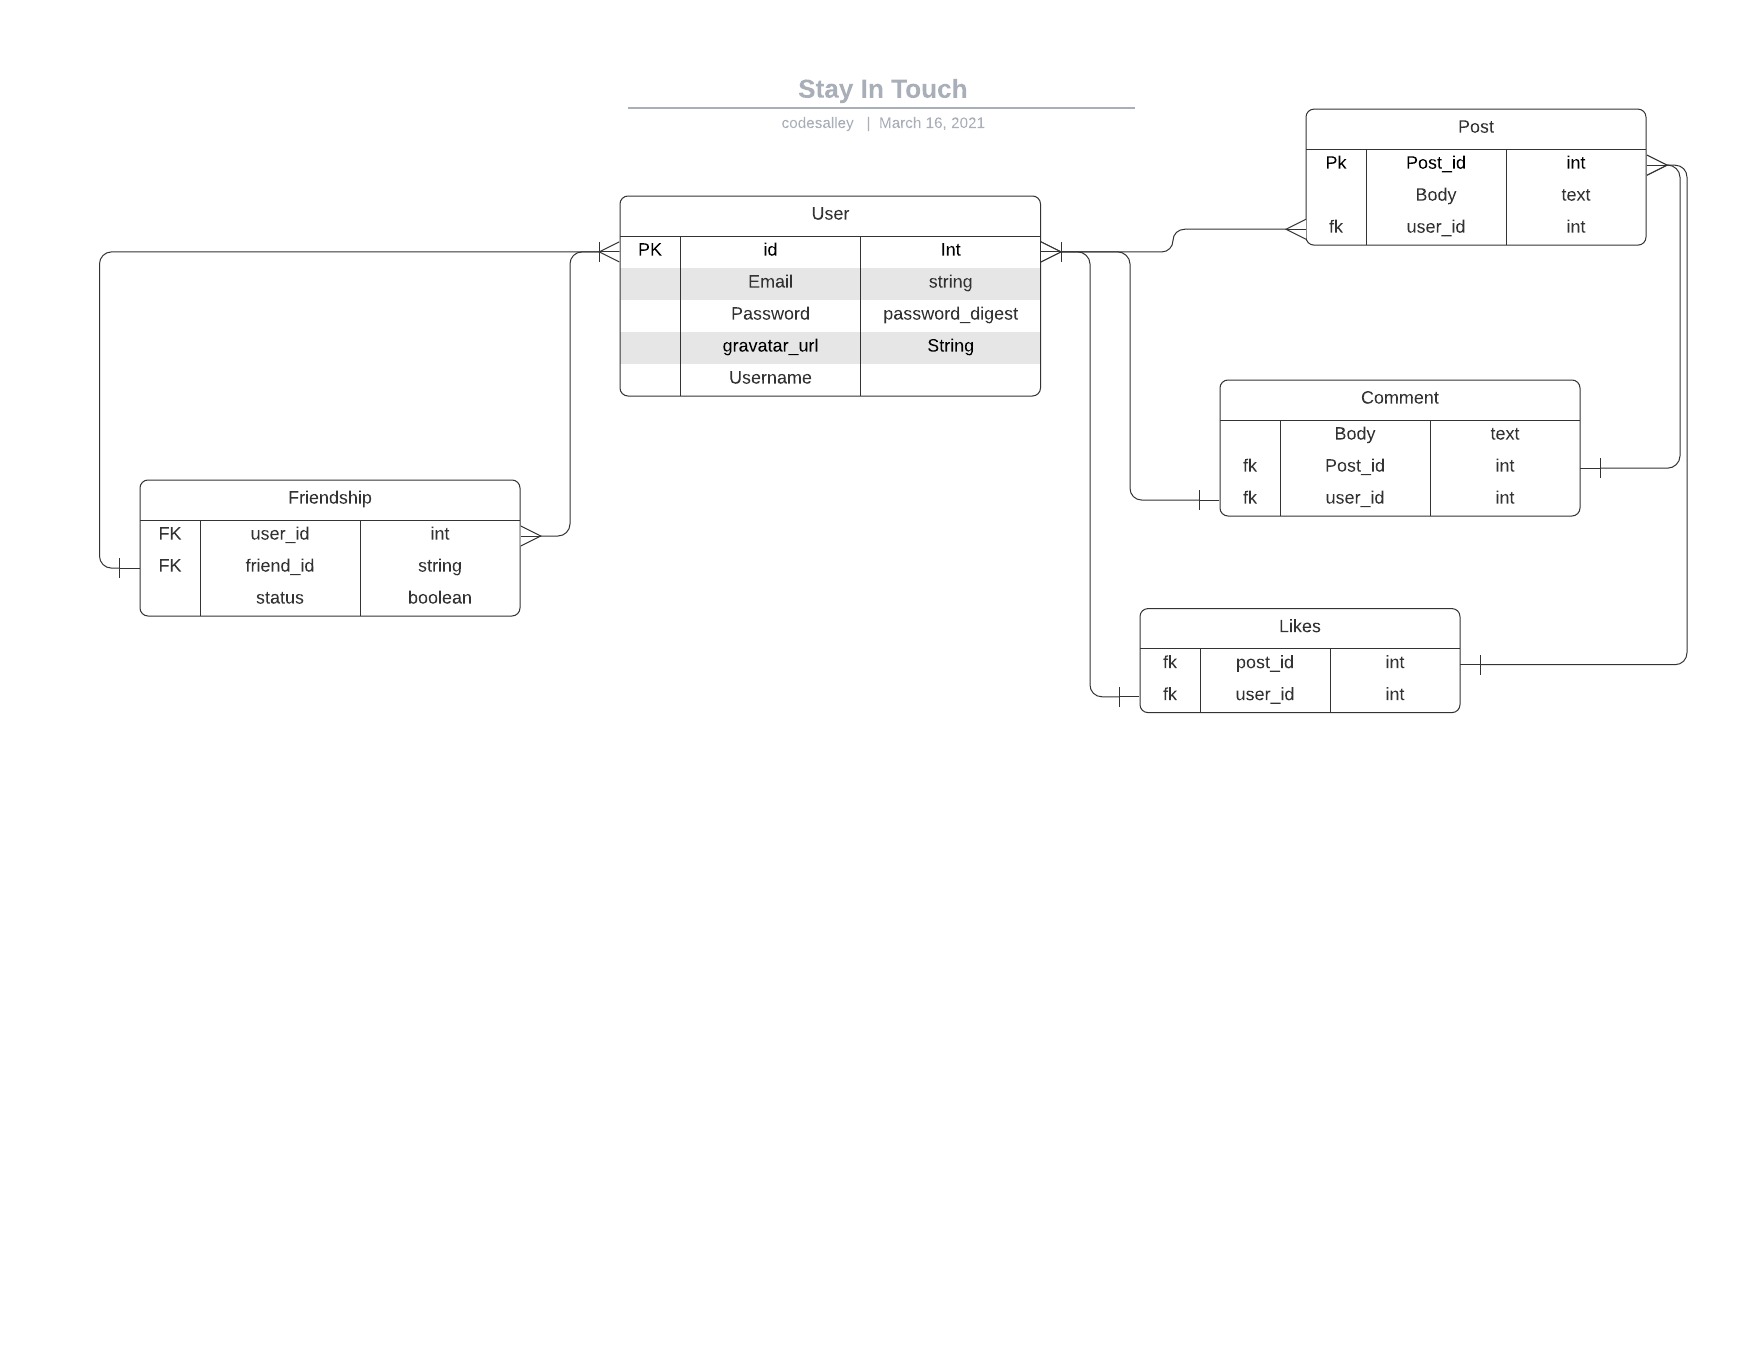 Stay In Touch
codesalley | March 16, 2021
User
PK id Int
Email string
Password password_digest
gravatar_url String
Username
Post
Pk Post_id int
Body text
fk user_id int
Comment
Body text
fk Post_id int
fk user_id int
Friendship
FK user_id int
FK friend_id string
status boolean
Likes
fk post_id int
fk user_id int